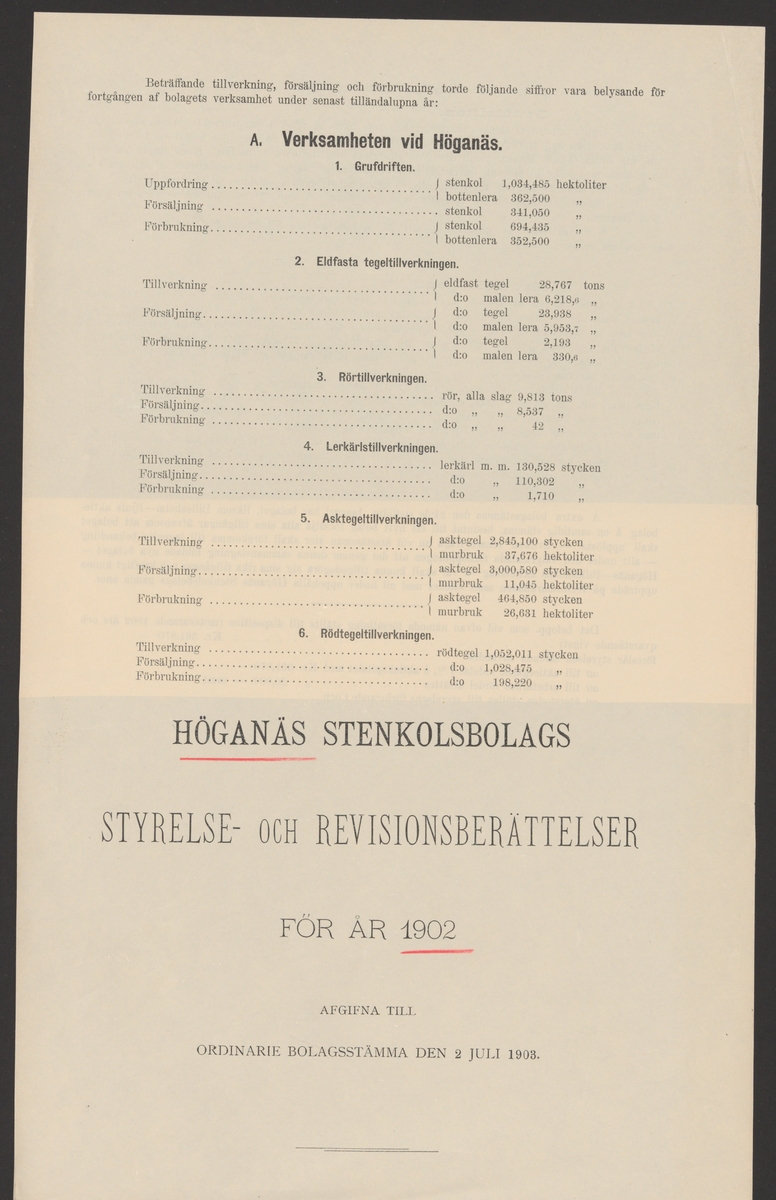 Beträffande tillverkning, försäljning och förbrukning torde följande siffror vara belysande för
fortgången af bolagets verksamhet under senast tilländalupna år:
A. Verksamheten vid Höganäs.
1. Grufdriften.
Uppfordring ........ { stenkol 1,034,485 hektoliter
bottenlera 362,500 „
Försäljning ........ stenkol 341,050 „
Förbrukning ........ { stenkol 694,435 „
bottenlera 352,500 „
2. Eldfasta tegeltillverkningen.
Tillverkning ........ { eldfast tegel 28,767 tons
d:o malen lera 6,218,6 „
Försäljning ........ { d:o tegel 23,938 „
d:o malen lera 5,953,7 „
Förbrukning ........ { d:o tegel 2,193 „
d:o malen lera 330,6 „
3. Rörtillverkningen.
Tillverkning ........ rör, alla slag 9,813 tons
Försäljning ........ d:o „ „ 8,537 „
Förbrukning ........ d:o „ „ 42 „
4. Lerkärlstillverkningen.
Tillverkning ........ lerkärl m. m. 130,528 stycken
Försäljning ........ d:o „ 110,302 „
Förbrukning ........ d:o „ 1,710 „
5. Asktegeltillverkningen.
Tillverkning ........ { asktegel 2,845,100 stycken
murbruk 37,676 hektoliter
Försäljning ........ { asktegel 3,000,580 stycken
murbruk 11,045 hektoliter
Förbrukning ........ { asktegel 464,850 stycken
murbruk 26,631 hektoliter
6. Rödtegeltillverkningen.
Tillverkning ........ rödtegel 1,052,011 stycken
Försäljning ........ d:o 1,028,475 „
Förbrukning ........ d:o 198,220 „
HÖGANÄS STENKOLSBOLAGS
STYRELSE- OCH REVISIONSBERÄTTELSER
FÖR ÅR 1902
AFGIFNA TILL
ORDINARIE BOLAGSSTÄMMA DEN 2 JULI 1903.